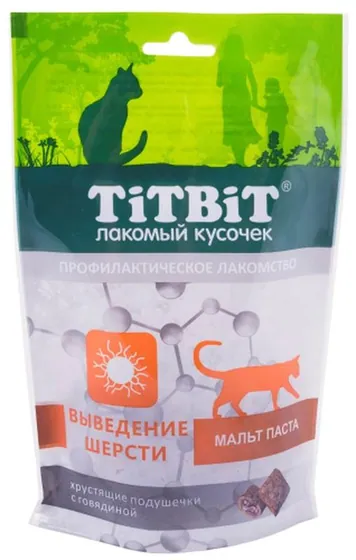 TiTBiT®
лакомый кусочек
ПРОФИЛАКТИЧЕСКОЕ ЛАКОМСТВО
ВЫВЕДЕНИЕ
ШЕРСТИ
МАЛЬТ ПАСТА
хрустящие подушечки
с говядиной